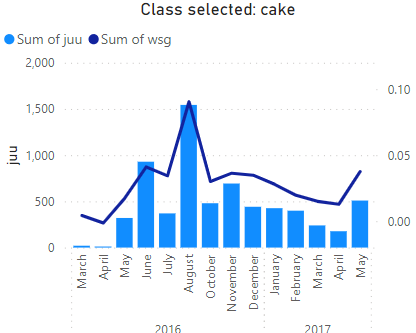 Class selected: cake
Sum of juu Sum of wsg
juu
2,000
1,500
1,000
500
0
0.10
0.05
0.00
March
April
May
June
July
August
October
November
December
January
February
March
April
May
2016
2017